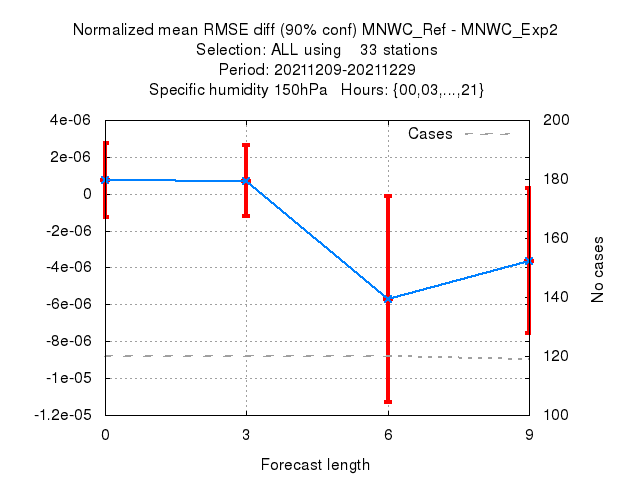 Normalized mean RMSE diff (90% conf) MNWC_Ref - MNWC_Exp2
Selection: ALL using    33 stations
Period: 20211209-20211229
Specific humidity 150hPa   Hours: {00,03,...,21}
4e-06
2e-06
0
-2e-06
-4e-06
-6e-06
-8e-06
-1e-05
-1.2e-05
Cases
200
180
160
140
120
100
No cases
0 3 6 9
Forecast length